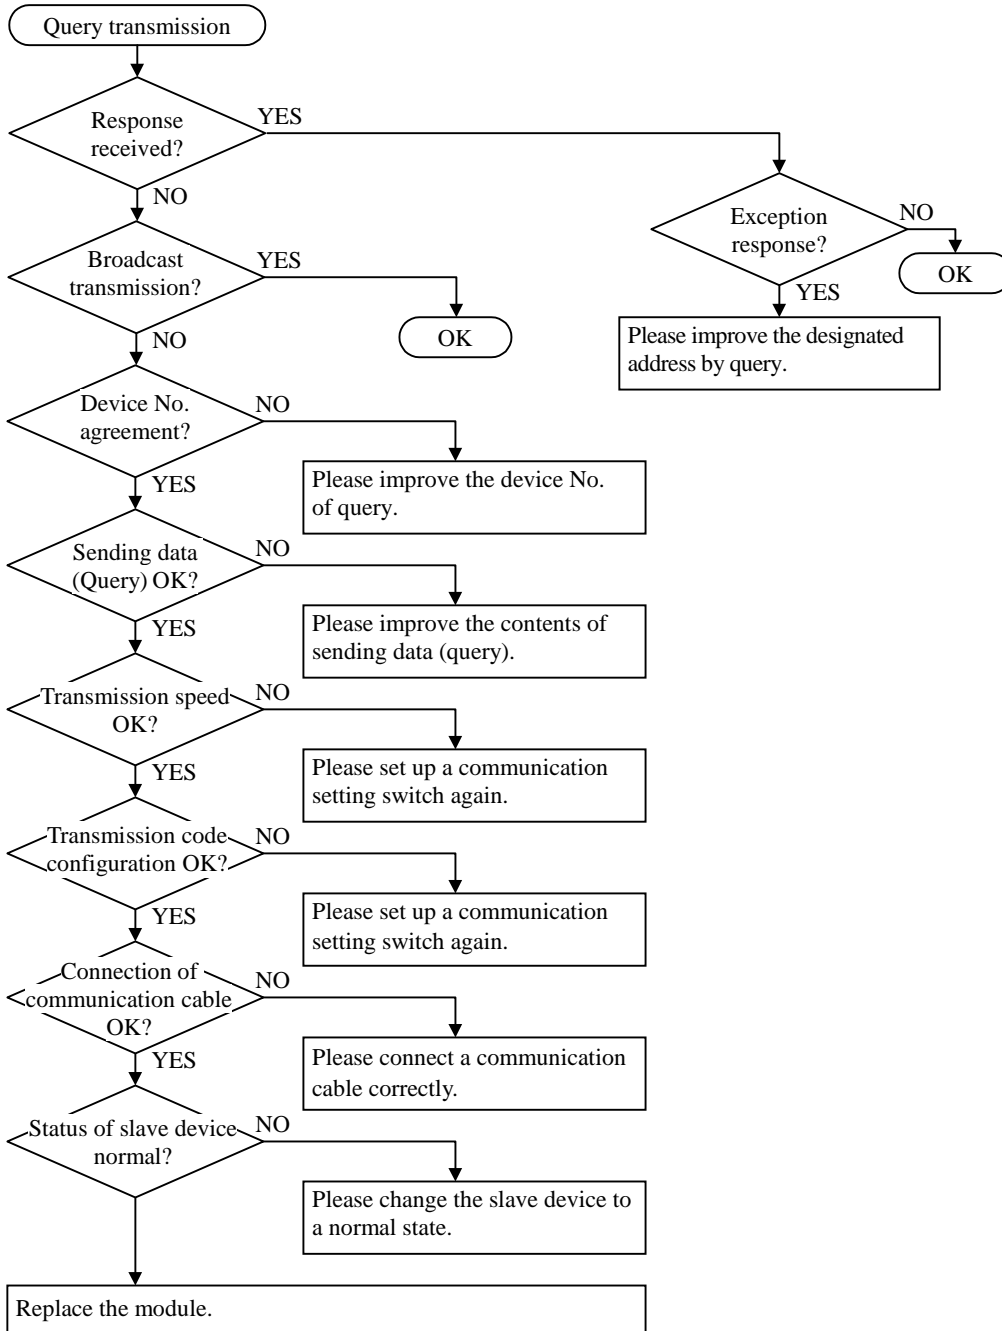 Query transmission
Response
received?
YES
NO
Exception
response?
NO
OK
YES
Please improve the designated
address by query.
Broadcast
transmission?
YES
OK
NO
Device No.
agreement?
NO
Please improve the device No.
of query.
YES
Sending data
(Query) OK?
NO
Please improve the contents of
sending data (query).
YES
Transmission speed
OK?
NO
Please set up a communication
setting switch again.
YES
Transmission code
configuration OK?
NO
Please set up a communication
setting switch again.
YES
Connection of
communication cable
OK?
NO
Please connect a communication
cable correctly.
YES
Status of slave device
normal?
NO
Please change the slave device to
a normal state.
Replace the module.